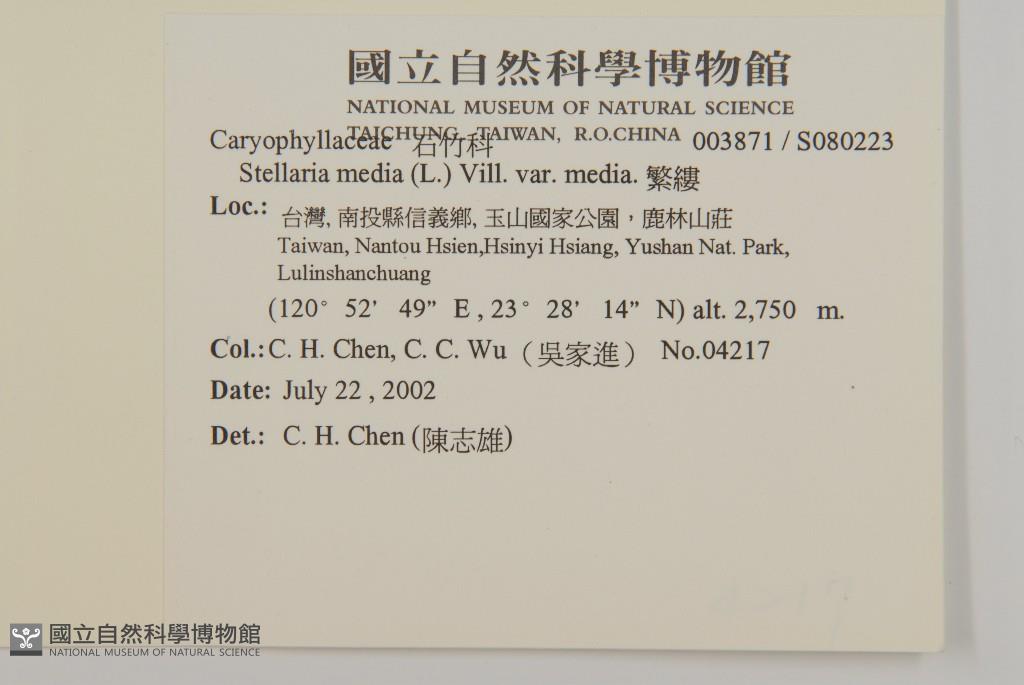 國立自然科學博物館
NATIONAL MUSEUM OF NATURAL SCIENCE
TAICHUNG, TAIWAN, R.O.CHINA
Caryophyllaceae 石竹科 003871 / S080223
Stellaria media (L.) Vill. var. media. 繁縷
Loc.: 台灣, 南投縣信義鄉, 玉山國家公園，鹿林山莊
Taiwan, Nantou Hsien,Hsinyi Hsiang, Yushan Nat. Park,
Lulinshanchuang
(120° 52' 49” E , 23° 28' 14” N) alt. 2,750 m.
Col.: C. H. Chen, C. C. Wu （吳家進） No.04217
Date: July 22 , 2002
Det.: C. H. Chen (陳志雄)
國立自然科學博物館
NATIONAL MUSEUM OF NATURAL SCIENCE